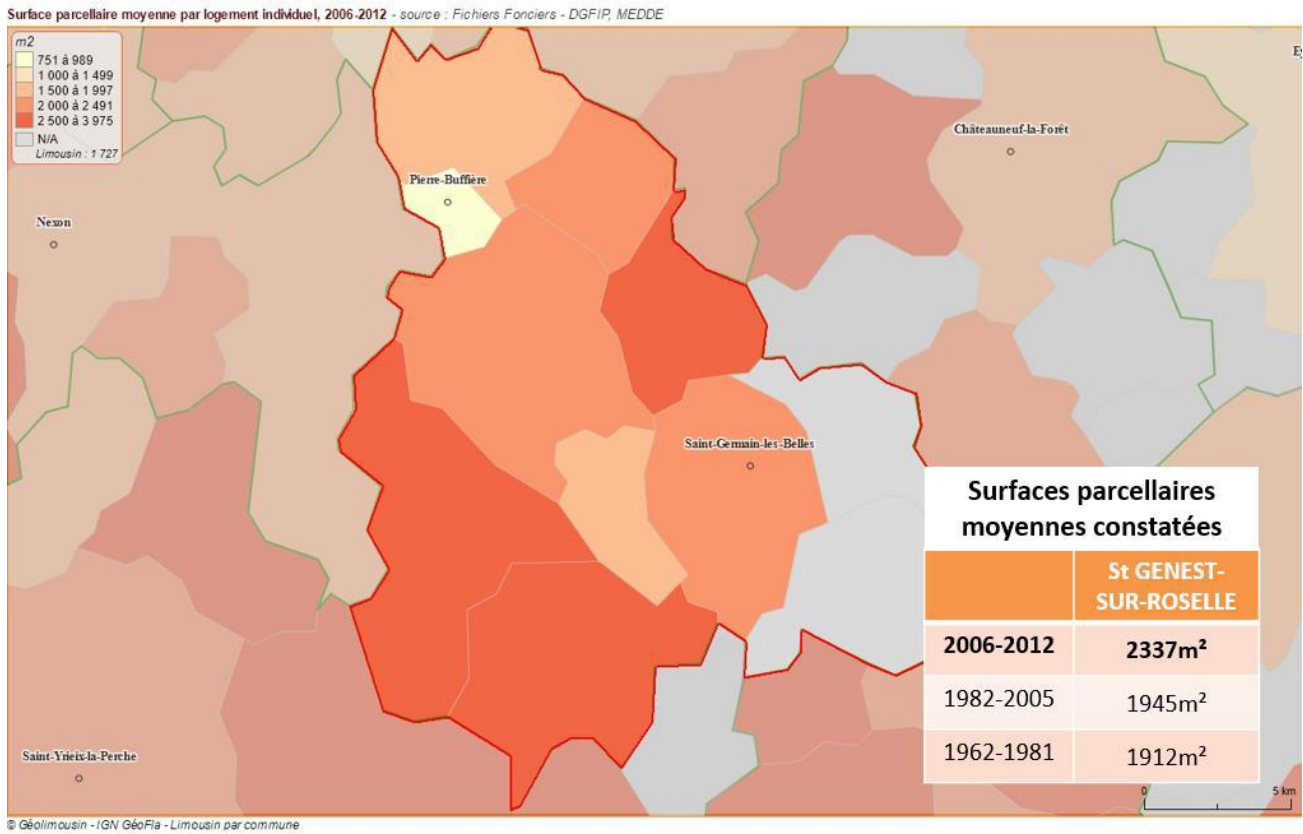 Surface parcellaire moyenne par logement individuel, 2006-2012 - source : Fichiers Fonciers - DGFIP, MEDDE
m2
751 à 989
1 000 à 1 499
1 500 à 1 997
2 000 à 2 491
2 500 à 3 975
N/A
Limousin : 1 727
Ey
Châteauneuf-la-Forêt
Pierre-Buffière
Nexon
Saint-Germain-les-Belles
Surfaces parcellaires
moyennes constatées
St GENEST-
SUR-ROSELLE
2006-2012 2337m²
1982-2005 1945m²
1962-1981 1912m²
Saint-Yrieix-la-Perche
0 5 km
© Géolimousin - IGN GéoFla - Limousin par commune